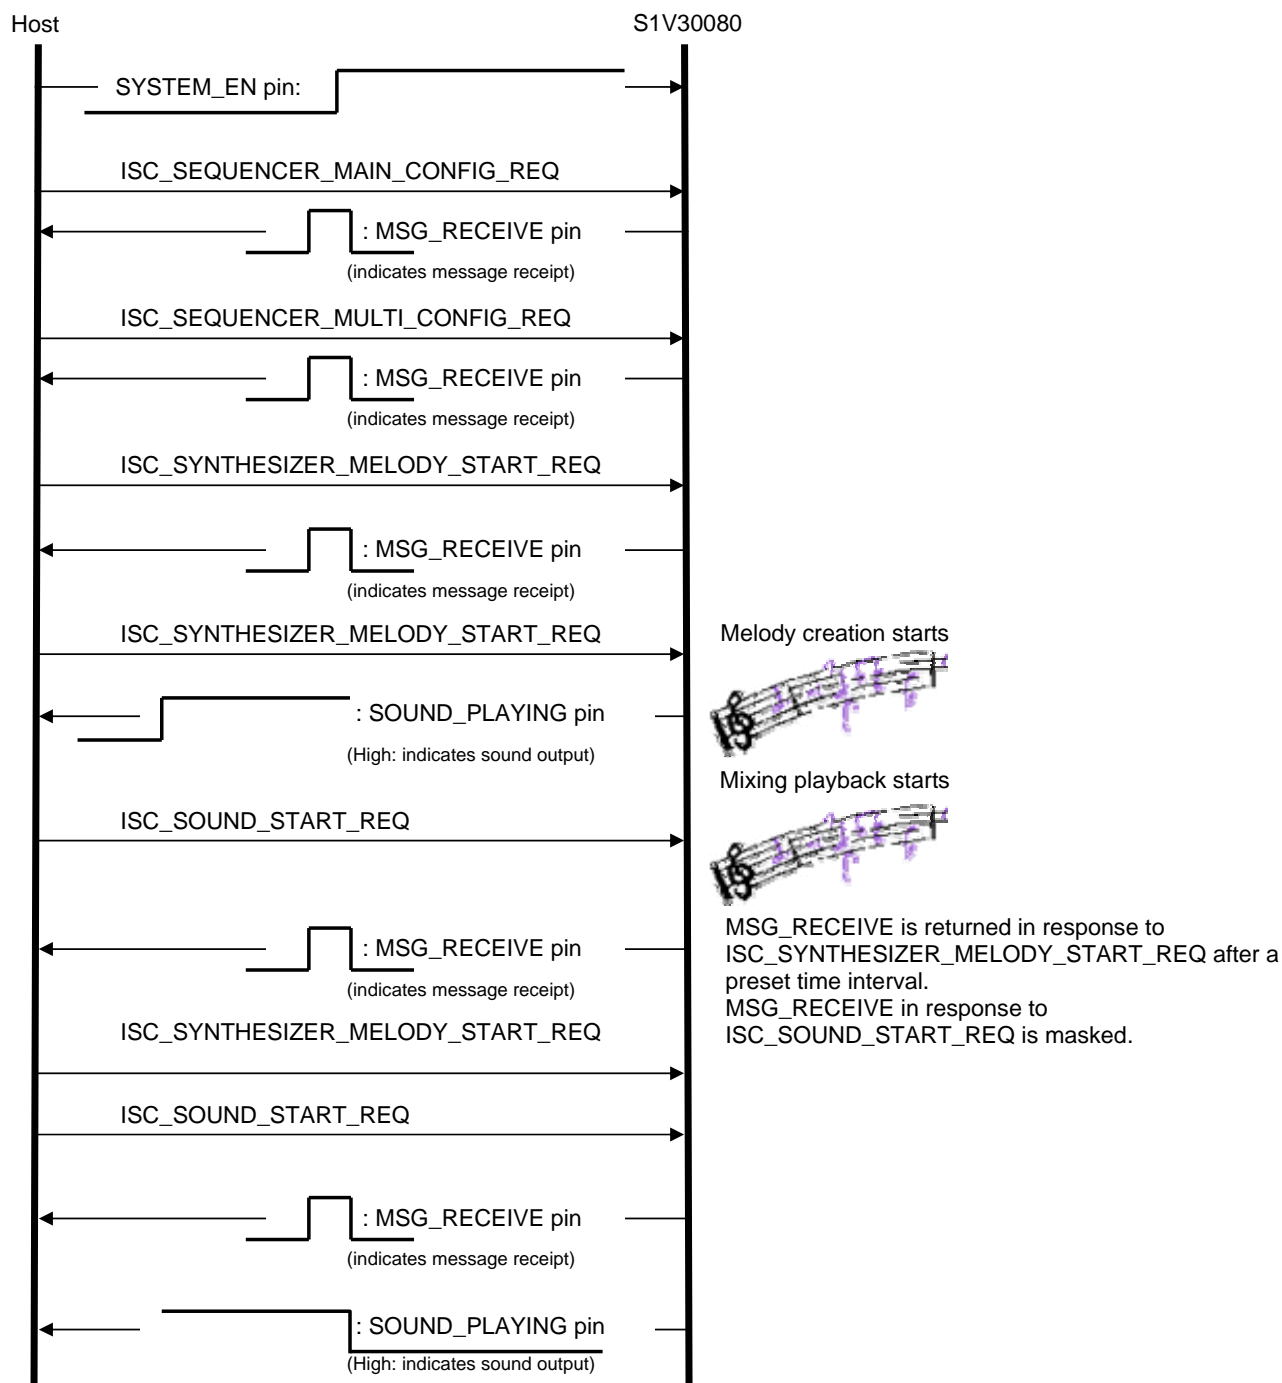 Host
S1V30080
SYSTEM_EN pin:
ISC_SEQUENCER_MAIN_CONFIG_REQ
: MSG_RECEIVE pin
(indicates message receipt)
ISC_SEQUENCER_MULTI_CONFIG_REQ
: MSG_RECEIVE pin
(indicates message receipt)
ISC_SYNTHESIZER_MELODY_START_REQ
: MSG_RECEIVE pin
(indicates message receipt)
ISC_SYNTHESIZER_MELODY_START_REQ
Melody creation starts
: SOUND_PLAYING pin
(High: indicates sound output)
Mixing playback starts
ISC_SOUND_START_REQ
: MSG_RECEIVE pin
(indicates message receipt)
MSG_RECEIVE is returned in response to
ISC_SYNTHESIZER_MELODY_START_REQ after a
preset time interval.
MSG_RECEIVE in response to
ISC_SOUND_START_REQ is masked.
ISC_SYNTHESIZER_MELODY_START_REQ
ISC_SOUND_START_REQ
: MSG_RECEIVE pin
(indicates message receipt)
: SOUND_PLAYING pin
(High: indicates sound output)